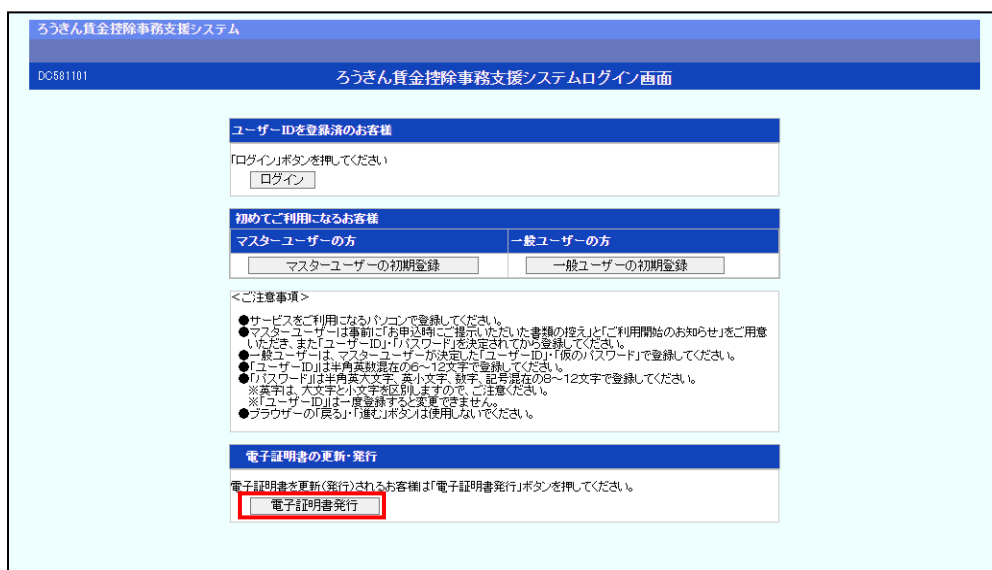 ろうきん賃金控除事務支援システム
DC581101 ろうきん賃金控除事務支援システムログイン画面
ユーザーIDを登録済のお客様
「ログイン」ボタンを押してください
ログイン
初めてご利用になるお客様
マスターユーザーの方 一般ユーザーの方
マスターユーザーの初期登録 一般ユーザーの初期登録
<ご注意事項>
●サービスをご利用になるパソコンで登録してください。
●マスターユーザーは事前に「お申込時にご提示いただいた書類の控え」と「ご利用開始のお知らせ」をご用意
いただき、また「ユーザーID」・「パスワード」を決定されてから登録してください。
●一般ユーザーは、マスターユーザーが決定した「ユーザーID」・「仮のパスワード」で登録してください。
●「ユーザーID」は半角英数混在の6～12文字で登録してください。
●「パスワード」は半角英大文字、英小文字、数字、記号混在の8～12文字で登録してください。
※英字は、大文字と小文字を区別しますので、ご注意ください。
※「ユーザーID」は一度登録すると変更できません。
●ブラウザーの「戻る」・「進む」ボタンは使用しないでください。
電子証明書の更新・発行
電子証明書を更新(発行)されるお客様は「電子証明書発行」ボタンを押してください。
電子証明書発行